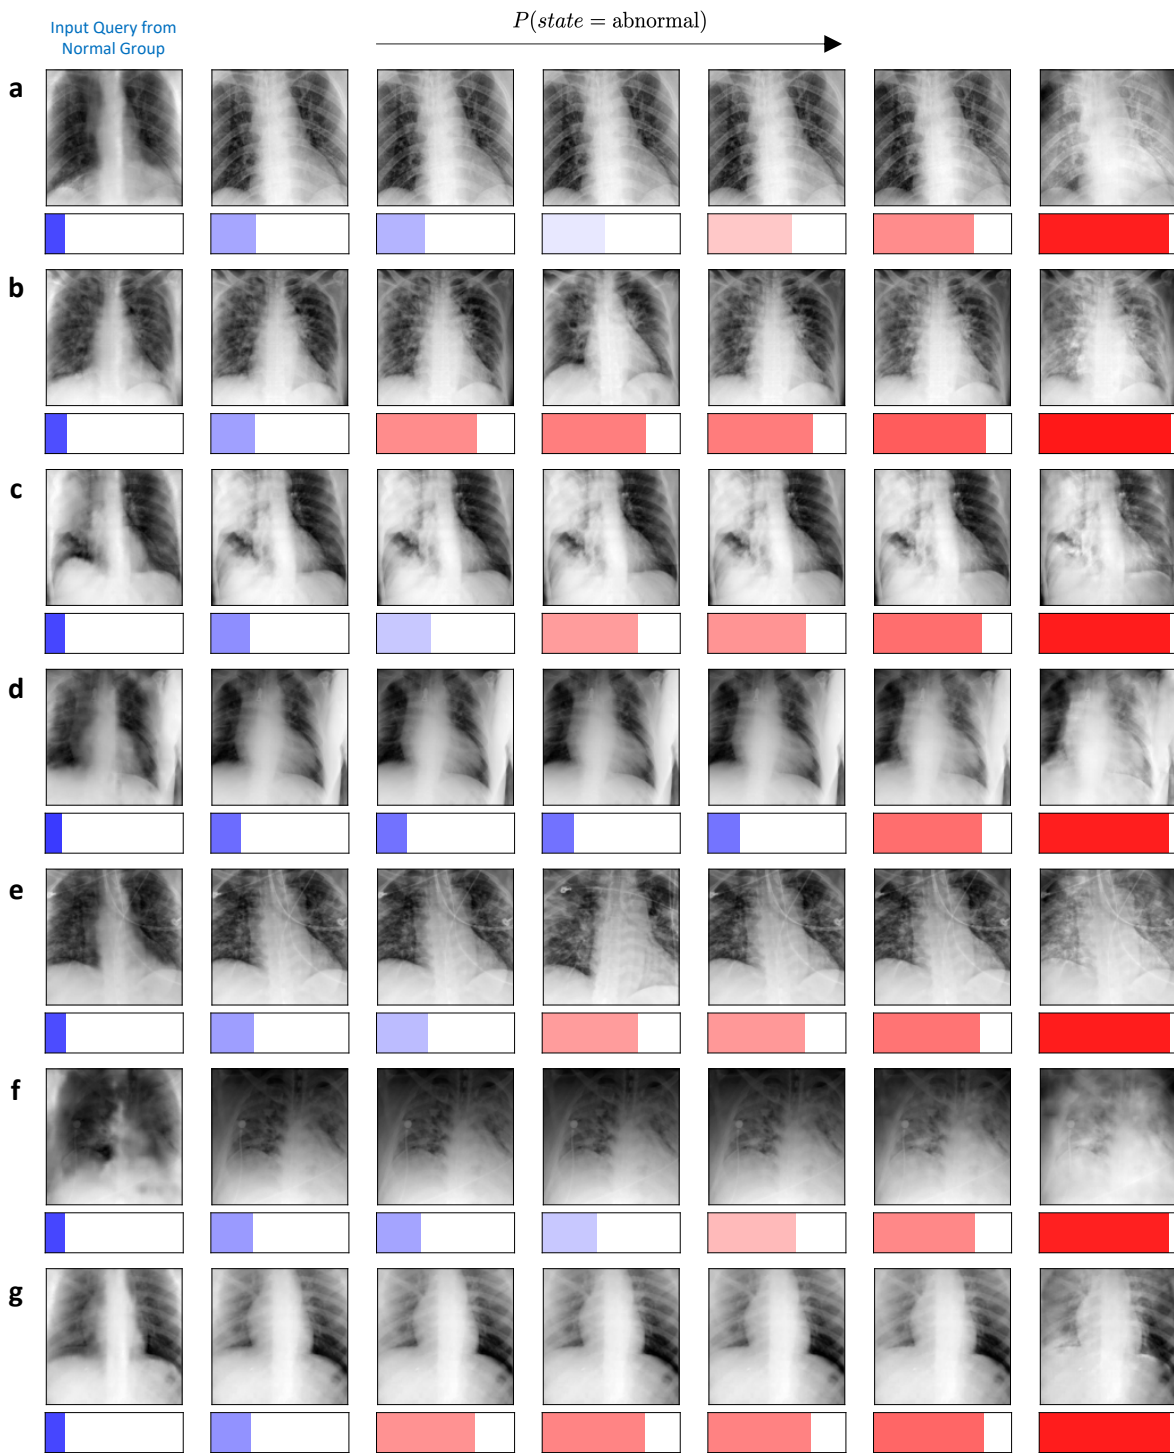 Input Query from
Normal Group
P(state = abnormal)
a
b
c
d
e
f
g